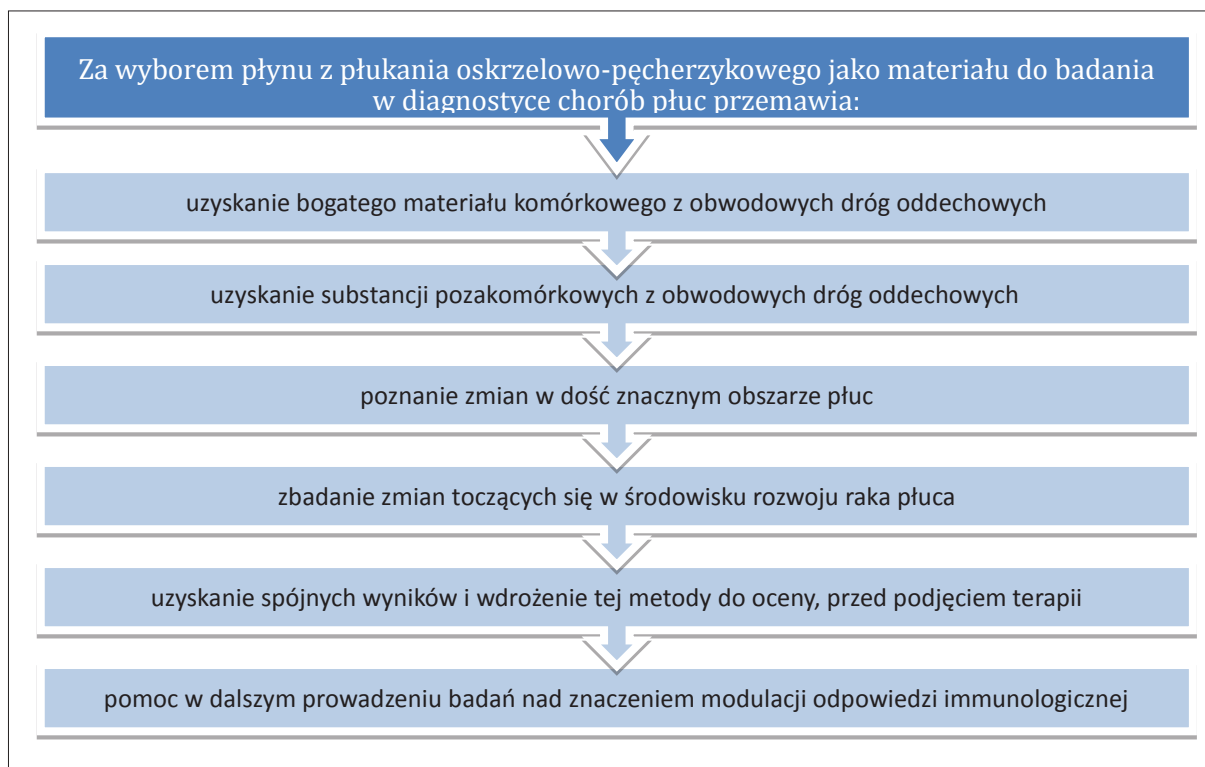 Za wyborem płynu z płukania oskrzelowo-pęcherzykowego jako materiału do badania
w diagnostyce chorób płuc przemawia:
uzyskanie bogatego materiału komórkowego z obwodowych dróg oddechowych
uzyskanie substancji pozakomórkowych z obwodowych dróg oddechowych
poznanie zmian w dość znacznym obszarze płuc
zbadanie zmian toczących się w środowisku rozwoju raka płuca
uzyskanie spójnych wyników i wdrożenie tej metody do oceny, przed podjęciem terapii
pomoc w dalszym prowadzeniu badań nad znaczeniem modulacji odpowiedzi immunologicznej